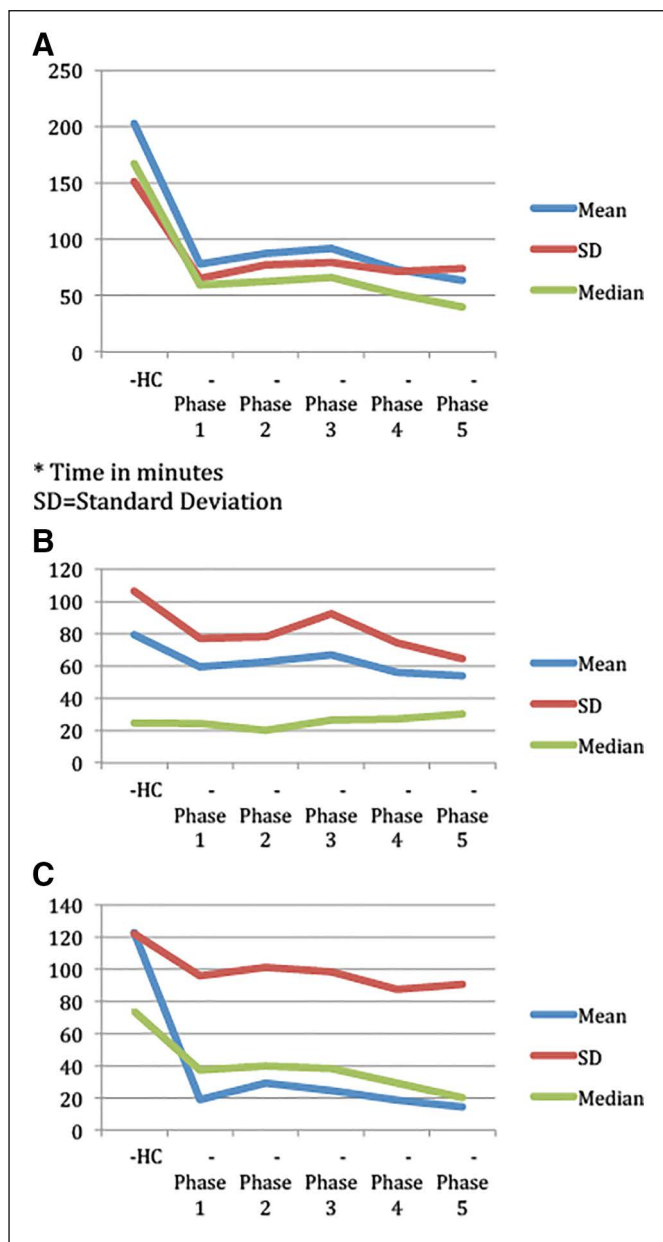 A
250
200
150
100
50
0
-HC - - - - -
Phase Phase Phase Phase Phase
1 2 3 4 5
Mean
SD
Median
* Time in minutes
SD=Standard Deviation
B
120
100
80
60
40
20
0
-HC - - - - -
Phase Phase Phase Phase Phase
1 2 3 4 5
Mean
SD
Median
C
140
120
100
80
60
40
20
0
-HC - - - - -
Phase Phase Phase Phase Phase
1 2 3 4 5
Mean
SD
Median